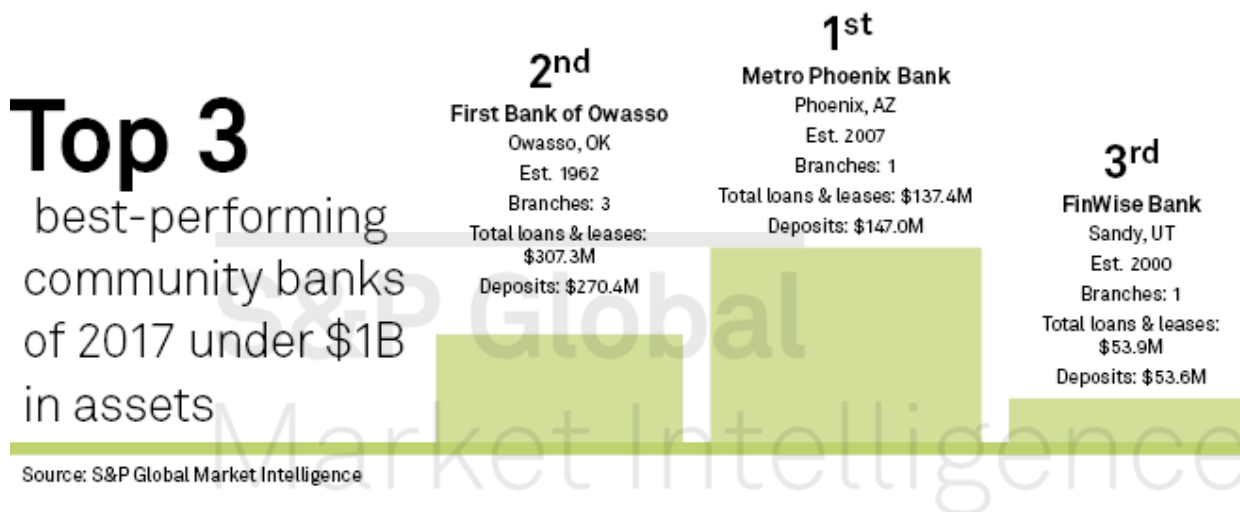 Top 3
best-performing
community banks
of 2017 under $1B
in assets
2nd
First Bank of Owasso
Owasso, OK
Est. 1962
Branches: 3
Total loans & leases:
$307.3M
Deposits: $270.4M
1st
Metro Phoenix Bank
Phoenix, AZ
Est. 2007
Branches: 1
Total loans & leases: $137.4M
Deposits: $147.0M
3rd
FinWise Bank
Sandy, UT
Est. 2000
Branches: 1
Total loans & leases:
$53.9M
Deposits: $53.6M
S&P Global
Market Intelligence
Source: S&P Global Market Intelligence